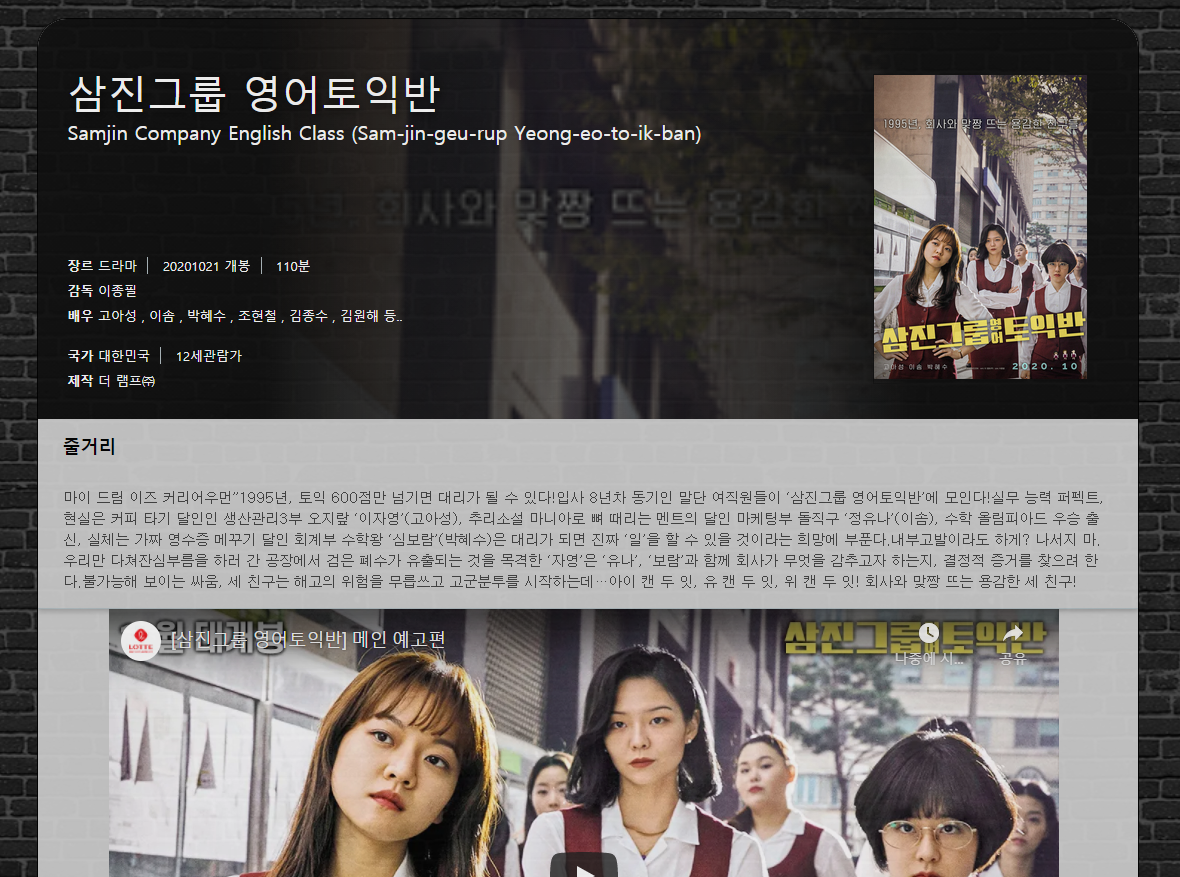 삼진그룹 영어토익반
Samjin Company English Class (Sam-jin-geu-rup Yeong-eo-to-ik-ban)
회사와 맞짱 뜨는 용감한
1995년, 회사와 맞짱 뜨는 용감한 친구들
삼진그룹영어토익반
고아성 이솜 박혜수
2020. 10
장르 드라마 20201021 개봉 110분
감독 이종필
배우 고아성 , 이솜 , 박혜수 , 조현철 , 김종수 , 김원해 등..
국가 대한민국 12세관람가
제작 더 램프㈜
줄거리
마이 드림 이즈 커리어우먼”1995년, 토익 600점만 넘기면 대리가 될 수 있다!입사 8년차 동기인 말단 여직원들이 ‘삼진그룹 영어토익반’에 모인다!실무 능력 퍼펙트,
현실은 커피 타기 달인인 생산관리3부 오지랖 ‘이자영’(고아성), 추리소설 마니아로 뼈 때리는 멘트의 달인 마케팅부 돌직구 ‘정유나’(이솜), 수학 올림피아드 우승 출
신, 실체는 가짜 영수증 메꾸기 달인 회계부 수학왕 ‘심보람’(박혜수)은 대리가 되면 진짜 ‘일’을 할 수 있을 것이라는 희망에 부푼다.내부고발이라도 하게? 나서지 마.
우리만 다쳐잔심부름을 하러 간 공장에서 검은 폐수가 유출되는 것을 목격한 ‘자영’은 ‘유나’, ‘보람’과 함께 회사가 무엇을 감추고자 하는지, 결정적 증거를 찾으려 한
다.불가능해 보이는 싸움, 세 친구는 해고의 위험을 무릅쓰고 고군분투를 시작하는데…아이 캔 두 잇, 유 캔 두 잇, 위 캔 두 잇! 회사와 맞짱 뜨는 용감한 세 친구!
LOTTE
월 대개봉
[삼진그룹 영어토익반] 메인 예고편
삼진그룹영어토익반
나중에 시...
공유